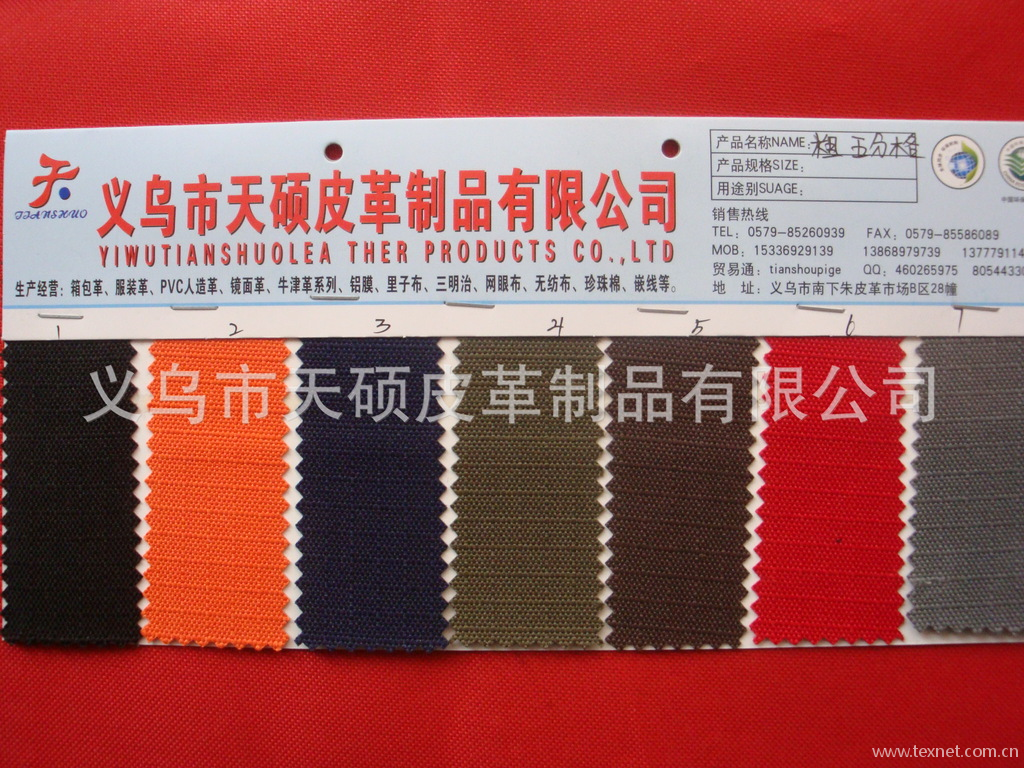 TIANSHUO
义乌市天硕皮革制品有限公司
YIWUTIANSHUOLEA THER PRODUCTS CO.,LTD
生产经营：箱包革、服装革、PVC人造革、镜面革、牛津革系列、铝膜、里子布、三明治、网眼布、无纺布、珍珠棉、嵌线等。
产品名称NAME: 粗 五分格
产品规格SIZE:
用途别SUAGE:
销售热线
TEL: 0579-85260939 FAX: 0579-85586089
MOB: 15336929139 13868979739 137779114
贸易通: tianshoupige QQ: 460265975 80544330
地 址: 义乌市南下朱皮革市场B区28幢
1 2 3 4 5 6 7
义乌市天硕皮革制品有限公司
www.texnet.com.cn